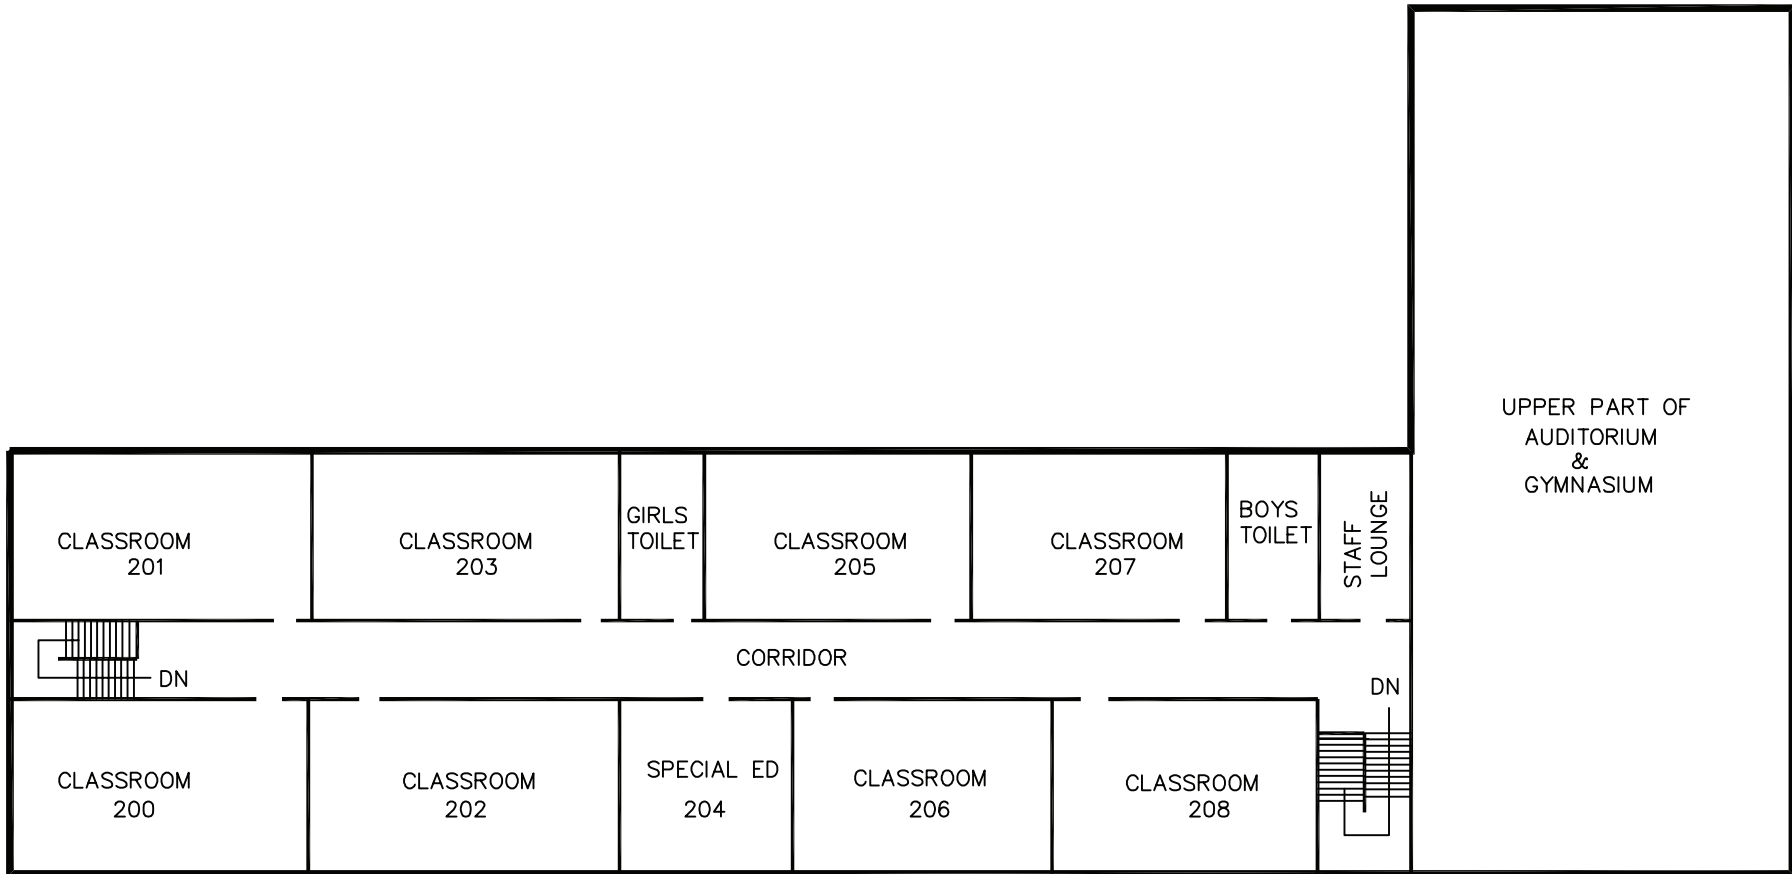 UPPER PART OF
AUDITORIUM
&
GYMNASIUM
CLASSROOM
201
CLASSROOM
203
GIRLS
TOILET
CLASSROOM
205
CLASSROOM
207
BOYS
TOILET
STAFF
LOUNGE
CORRIDOR
DN
DN
CLASSROOM
200
CLASSROOM
202
SPECIAL ED
204
CLASSROOM
206
CLASSROOM
208